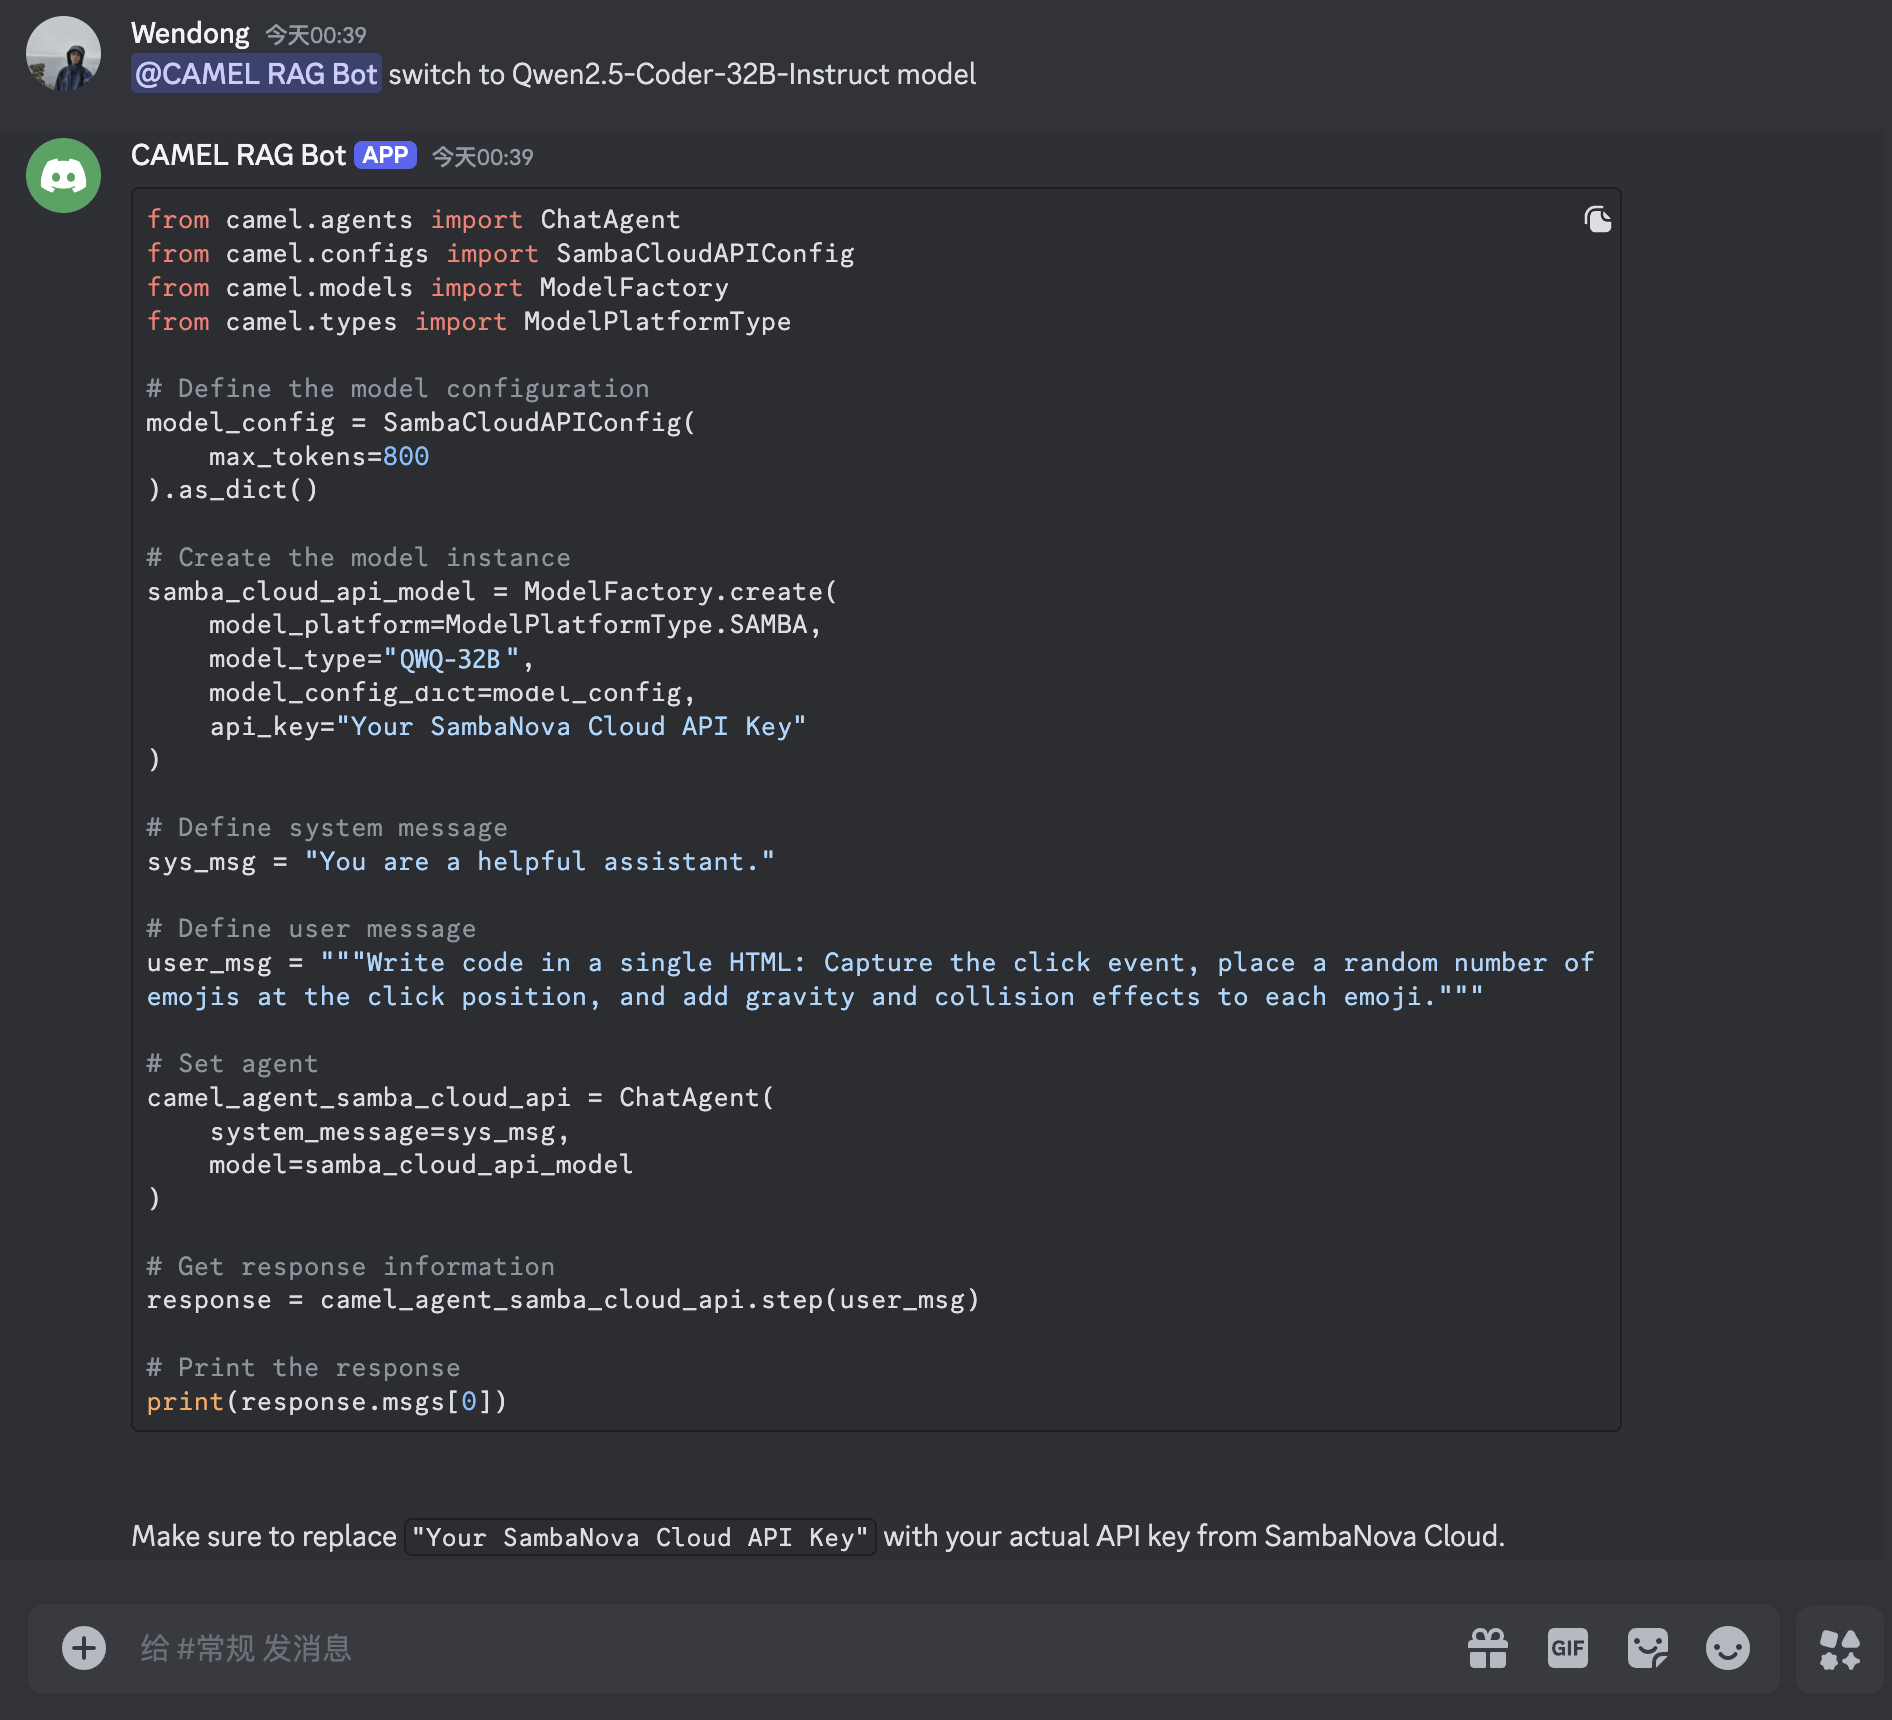 Wendong 今天00:39
@CAMEL RAG Bot switch to Qwen2.5-Coder-32B-Instruct model
CAMEL RAG Bot APP 今天00:39
from camel.agents import ChatAgent
from camel.configs import SambaCloudAPIConfig
from camel.models import ModelFactory
from camel.types import ModelPlatformType

# Define the model configuration
model_config = SambaCloudAPIConfig(
    max_tokens=800
).as_dict()

# Create the model instance
samba_cloud_api_model = ModelFactory.create(
    model_platform=ModelPlatformType.SAMBA,
    model_type="QWQ-32B",
    model_config_dict=model_config,
    api_key="Your SambaNova Cloud API Key"
)

# Define system message
sys_msg = "You are a helpful assistant."

# Define user message
user_msg = """Write code in a single HTML: Capture the click event, place a random number of
emojis at the click position, and add gravity and collision effects to each emoji."""

# Set agent
camel_agent_samba_cloud_api = ChatAgent(
    system_message=sys_msg,
    model=samba_cloud_api_model
)

# Get response information
response = camel_agent_samba_cloud_api.step(user_msg)

# Print the response
print(response.msgs[0])

Make sure to replace "Your SambaNova Cloud API Key" with your actual API key from SambaNova Cloud.
给 #常规 发消息
GIF